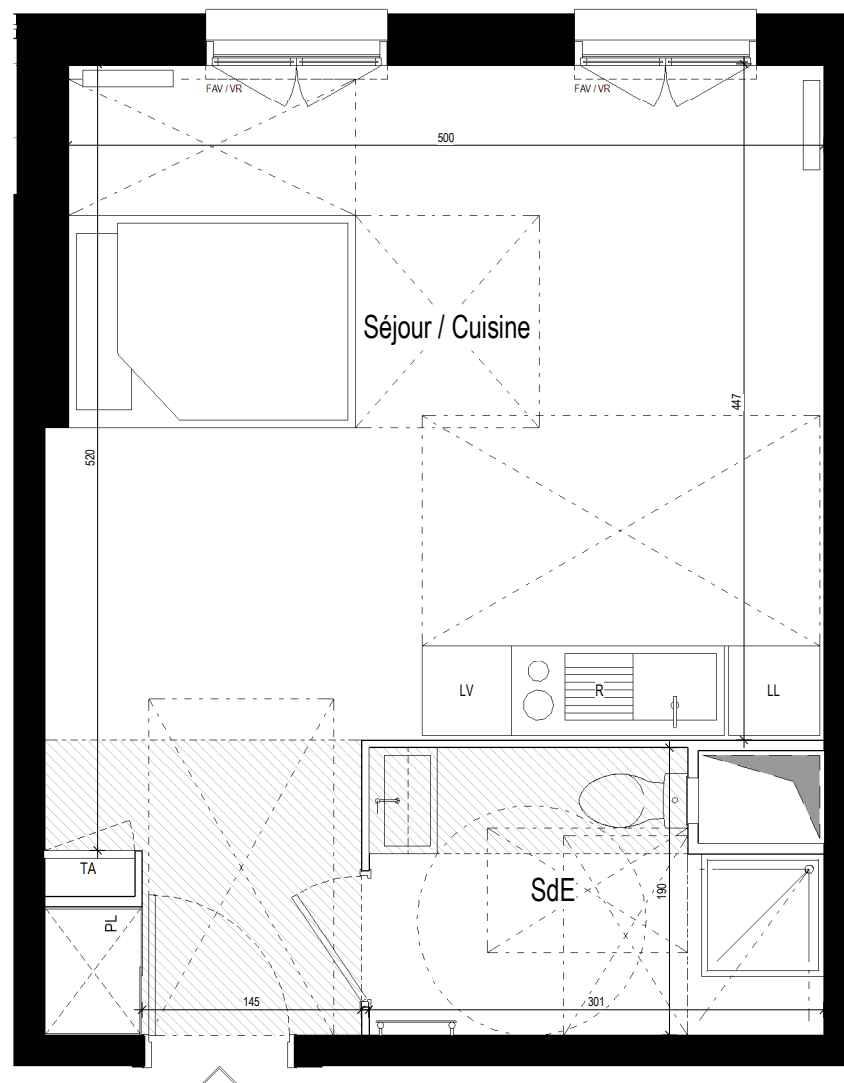 FAV / VR
FAV / VR
500
Séjour / Cuisine
447
520
LV
R
LL
TA
SdE
190
PL
145
301